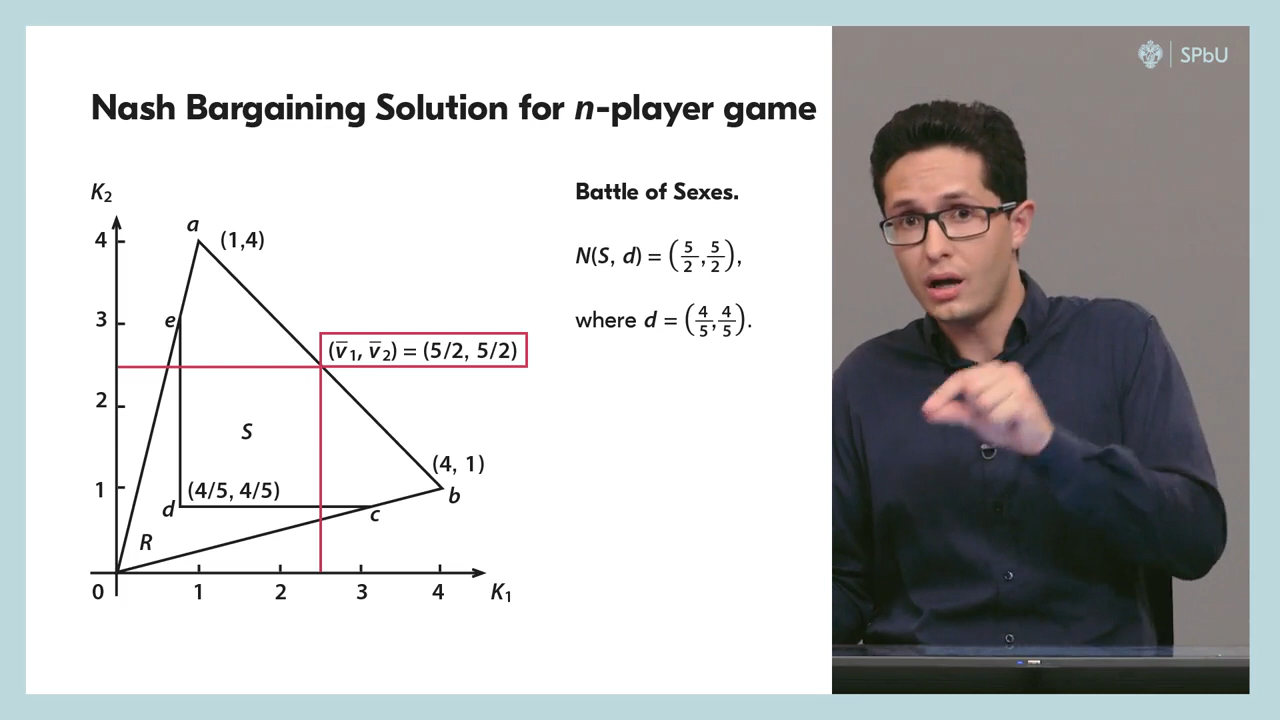 SPbU
Nash Bargaining Solution for n-player game
K₂
a
4
(1,4)
3
e
(v̅₁, v̅₂) = (5/2, 5/2)
2
S
(4, 1)
1
(4/5, 4/5)
b
d
c
R
0
1
2
3
4
K₁
Battle of Sexes.
N(S, d) = (5/2, 5/2),
where d = (4/5, 4/5).